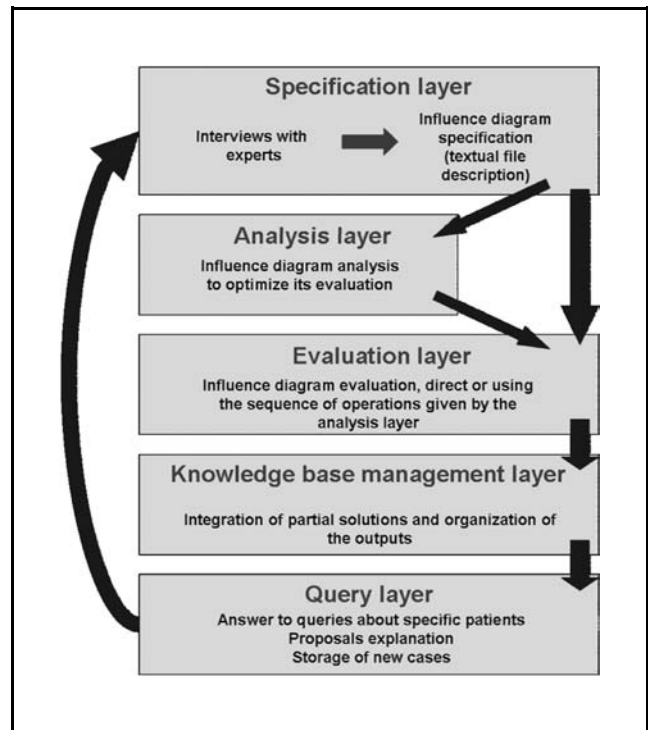 Specification layer
Interviews with
experts
Influence diagram
specification
(textual file
description)
Analysis layer
Influence diagram analysis
to optimize its evaluation
Evaluation layer
Influence diagram evaluation, direct or using
the sequence of operations given by the
analysis layer
Knowledge base management layer
Integration of partial solutions and organization of
the outputs
Query layer
Answer to queries about specific patients
Proposals explanation
Storage of new cases